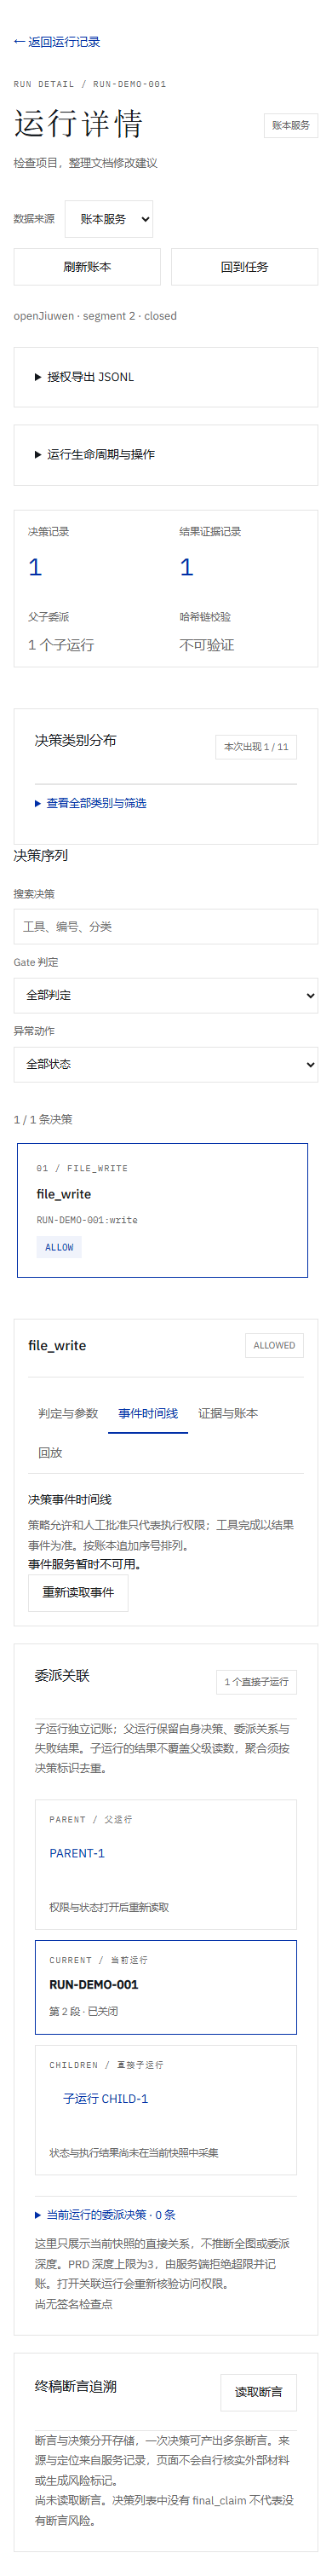 ← 返回运行记录
RUN DETAIL / RUN-DEMO-001
运行详情
账本服务
检查项目，整理文档修改建议
数据来源
账本服务
刷新账本
回到任务
openJiuwen · segment 2 · closed
▶ 授权导出 JSONL
▶ 运行生命周期与操作
决策记录
结果证据记录
1
1
父子委派
哈希链校验
1 个子运行
不可验证
决策类别分布
本次出现 1 / 11
▶ 查看全部类别与筛选
决策序列
搜索决策
工具、编号、分类
Gate 判定
全部判定
异常动作
全部状态
1 / 1 条决策
01 / FILE_WRITE
file_write
RUN-DEMO-001:write
ALLOW
file_write
ALLOWED
判定与参数
事件时间线
证据与账本
回放
决策事件时间线
策略允许和人工批准只代表执行权限；工具完成以结果
事件为准。按账本追加序号排列。
事件服务暂时不可用。
重新读取事件
委派关联
1 个直接子运行
子运行独立记账；父运行保留自身决策、委派关系与
失败结果。子运行的结果不覆盖父级读数，聚合须按
决策标识去重。
PARENT / 父运行
PARENT-1
权限与状态打开后重新读取
CURRENT / 当前运行
RUN-DEMO-001
第 2 段 · 已关闭
CHILDREN / 直接子运行
子运行 CHILD-1
状态与执行结果尚未在当前快照中采集
▶ 当前运行的委派决策 · 0 条
这里只展示当前快照的直接关系，不推断全图或委派
深度。PRD 深度上限为3，由服务端拒绝超限并记
账。打开关联运行会重新核验访问权限。
尚无签名检查点
终稿断言追溯
读取断言
断言与决策分开存储，一次决策可产出多条断言。来
源与定位来自服务记录，页面不会自行核实外部材料
或生成风险标记。
尚未读取断言。决策列表中没有 final_claim 不代表没
有断言风险。